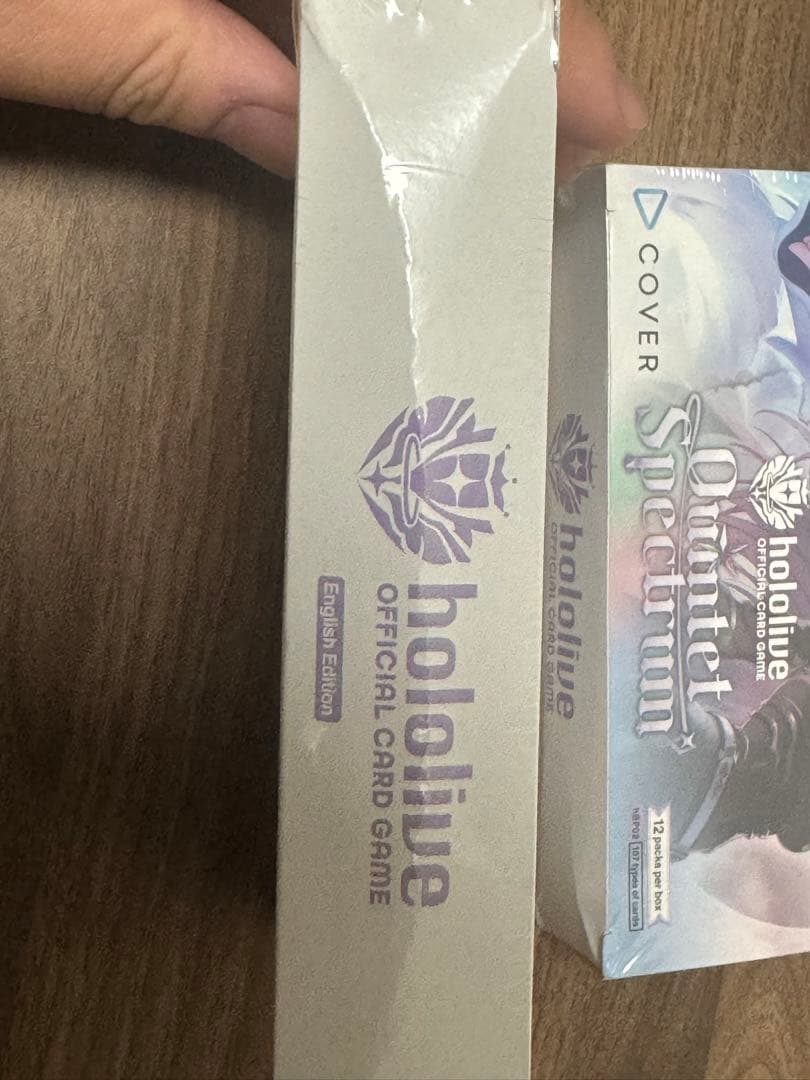 hololive
OFFICIAL CARD GAME
English Edition
hololive
OFFICIAL CARD GAME
COVER
hololive
OFFICIAL CARD GAME
Quintet
Spectrum
12 packs per box
hBP02 107 types of cards